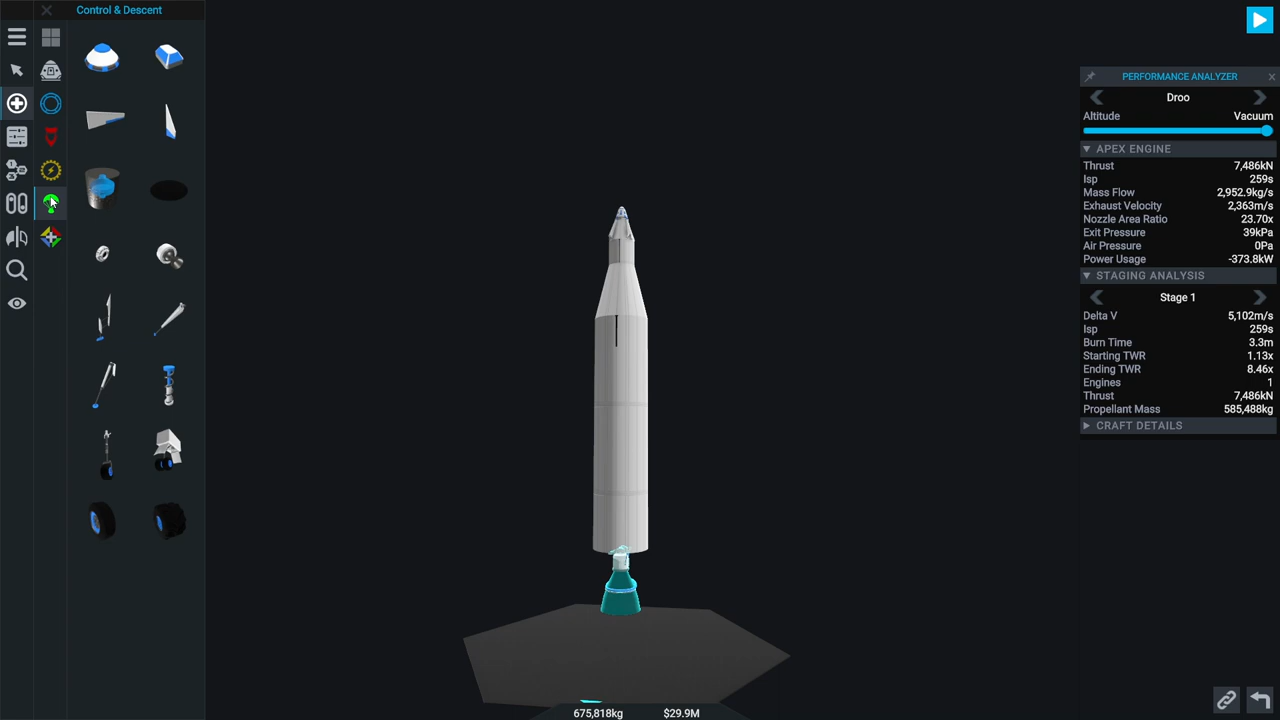 Control & Descent
PERFORMANCE ANALYZER
Droo
Altitude Vacuum
APEX ENGINE
Thrust 7,486kN
Isp 259s
Mass Flow 2,952.9kg/s
Exhaust Velocity 2,363m/s
Nozzle Area Ratio 23.70x
Exit Pressure 39kPa
Air Pressure 0Pa
Power Usage -373.8kW
STAGING ANALYSIS
Stage 1
Delta V 5,102m/s
Isp 259s
Burn Time 3.3m
Starting TWR 1.13x
Ending TWR 8.46x
Engines 1
Thrust 7,486kN
Propellant Mass 585,488kg
CRAFT DETAILS
675,818kg $29.9M